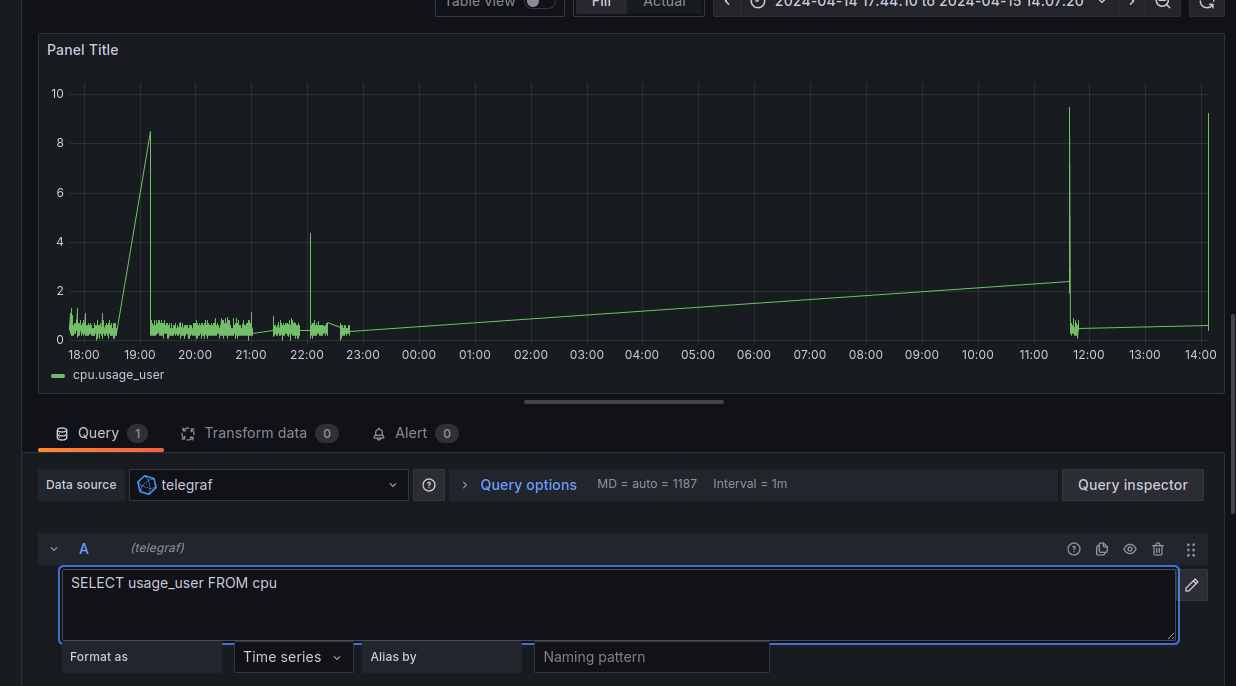 Table view Fill Actual 2024-04-14 17:44:10 to 2024-04-15 14:07:20
Panel Title
10
8
6
4
2
0
18:00 19:00 20:00 21:00 22:00 23:00 00:00 01:00 02:00 03:00 04:00 05:00 06:00 07:00 08:00 09:00 10:00 11:00 12:00 13:00 14:00
cpu.usage_user
Query 1 Transform data 0 Alert 0
Data source telegraf Query options MD = auto = 1187 Interval = 1m Query inspector
A (telegraf)
SELECT usage_user FROM cpu
Format as Time series Alias by Naming pattern